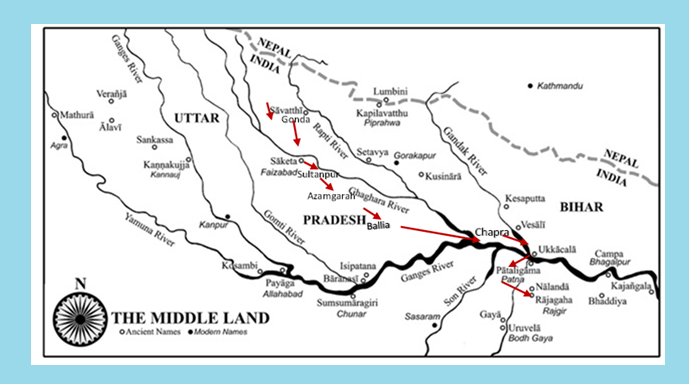 NEPAL
INDIA
Ganges River
Verañjā
Mathurā
Āḷavī
Agra
UTTAR
Sankassa
Kaṇṇakujja
Kannauj
Sāvatthī
Gonda
Rapti River
Lumbini
Kapilavatthu
Piprahwa
Kathmandu
Setavya
Gorakapur
Kusinārā
Gandak River
NEPAL
INDIA
Sāketa
Faizabad
Sultanpur
Azamgarah
Ghaghara River
PRADESH
Ballia
Chapra
Kesaputta
Vesālī
BIHAR
Yamuna River
Kanpur
Gomti River
Ukkācalā
Kosambi
Payāga
Allahabad
Isipatana
Bārāṇasī
Ganges River
Sumsumāragiri
Chunar
Son River
Pāṭaligāma
Patna
Campa
Bhagalpur
Kajaṅgala
Nālandā
Rājagaha
Rajgir
Bhaddiya
Sasaram
Gayā
Uruvelā
Bodh Gaya
N
THE MIDDLE LAND
Ancient Names Modern Names